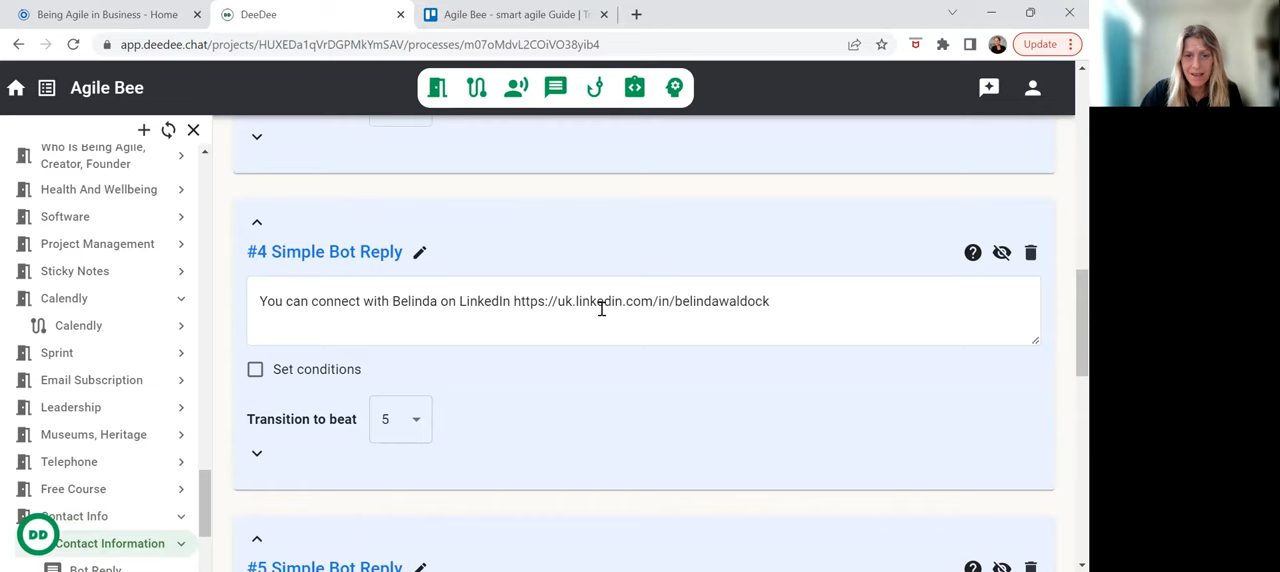 Being Agile in Business - Home
DeeDee
Agile Bee - smart agile Guide | Tr
app.deedee.chat/projects/HUXEDa1qVrDGPMkYmSAV/processes/m07oMdvL2COiVO38yib4
Update
Agile Bee
Who Is Being Agile,
Creator, Founder
Health And Wellbeing
Software
Project Management
Sticky Notes
Calendly
Calendly
Sprint
Email Subscription
Leadership
Museums, Heritage
Telephone
Free Course
Contact Info
Contact Information
Bot Reply
DD
#4 Simple Bot Reply
You can connect with Belinda on LinkedIn https://uk.linkedin.com/in/belindawaldock
Set conditions
Transition to beat
5
#5 Simple Bot Reply